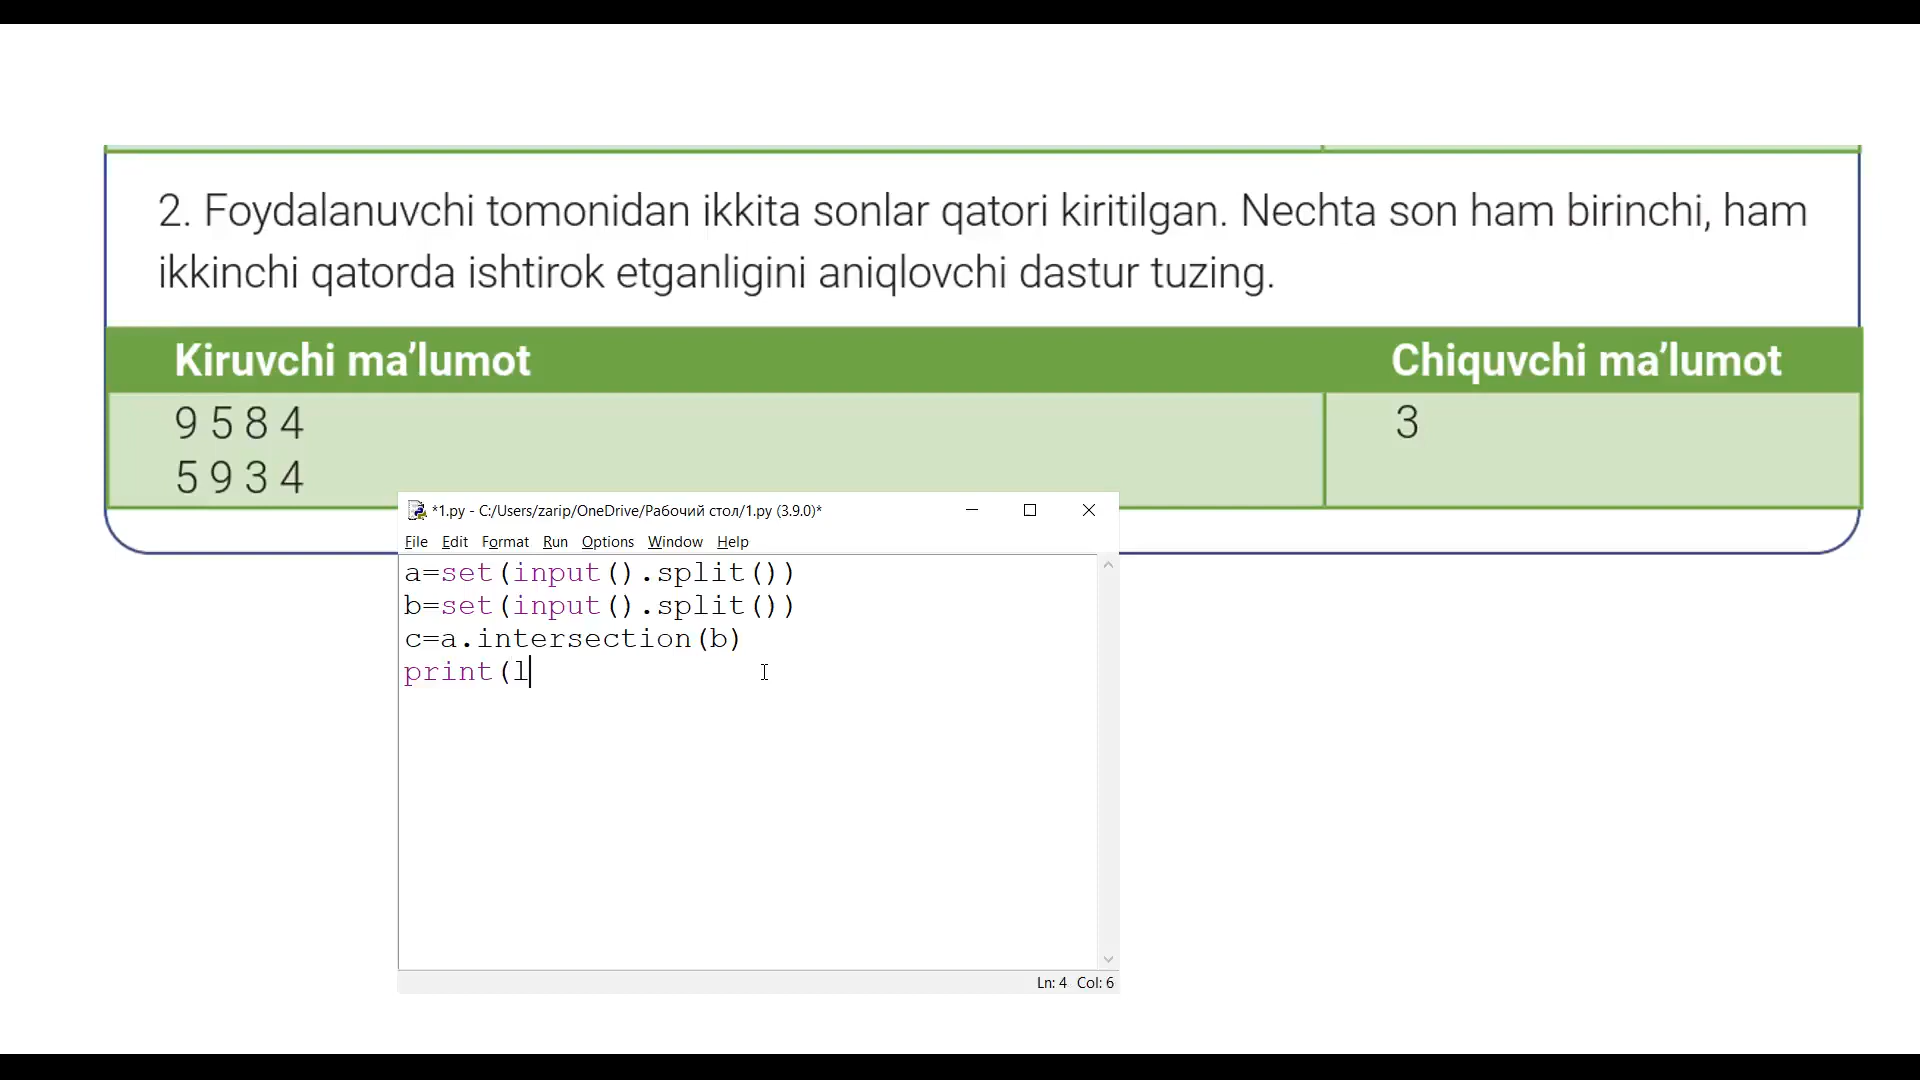 2. Foydalanuvchi tomonidan ikkita sonlar qatori kiritilgan. Nechta son ham birinchi, ham
ikkinchi qatorda ishtirok etganligini aniqlovchi dastur tuzing.
Kiruvchi ma’lumot Chiquvchi ma’lumot
9 5 8 4 3
5 9 3 4
*1.py - C:/Users/zarip/OneDrive/Рабочий стол/1.py (3.9.0)*
File Edit Format Run Options Window Help
a=set(input().split())
b=set(input().split())
c=a.intersection(b)
print(l
Ln: 4 Col: 6